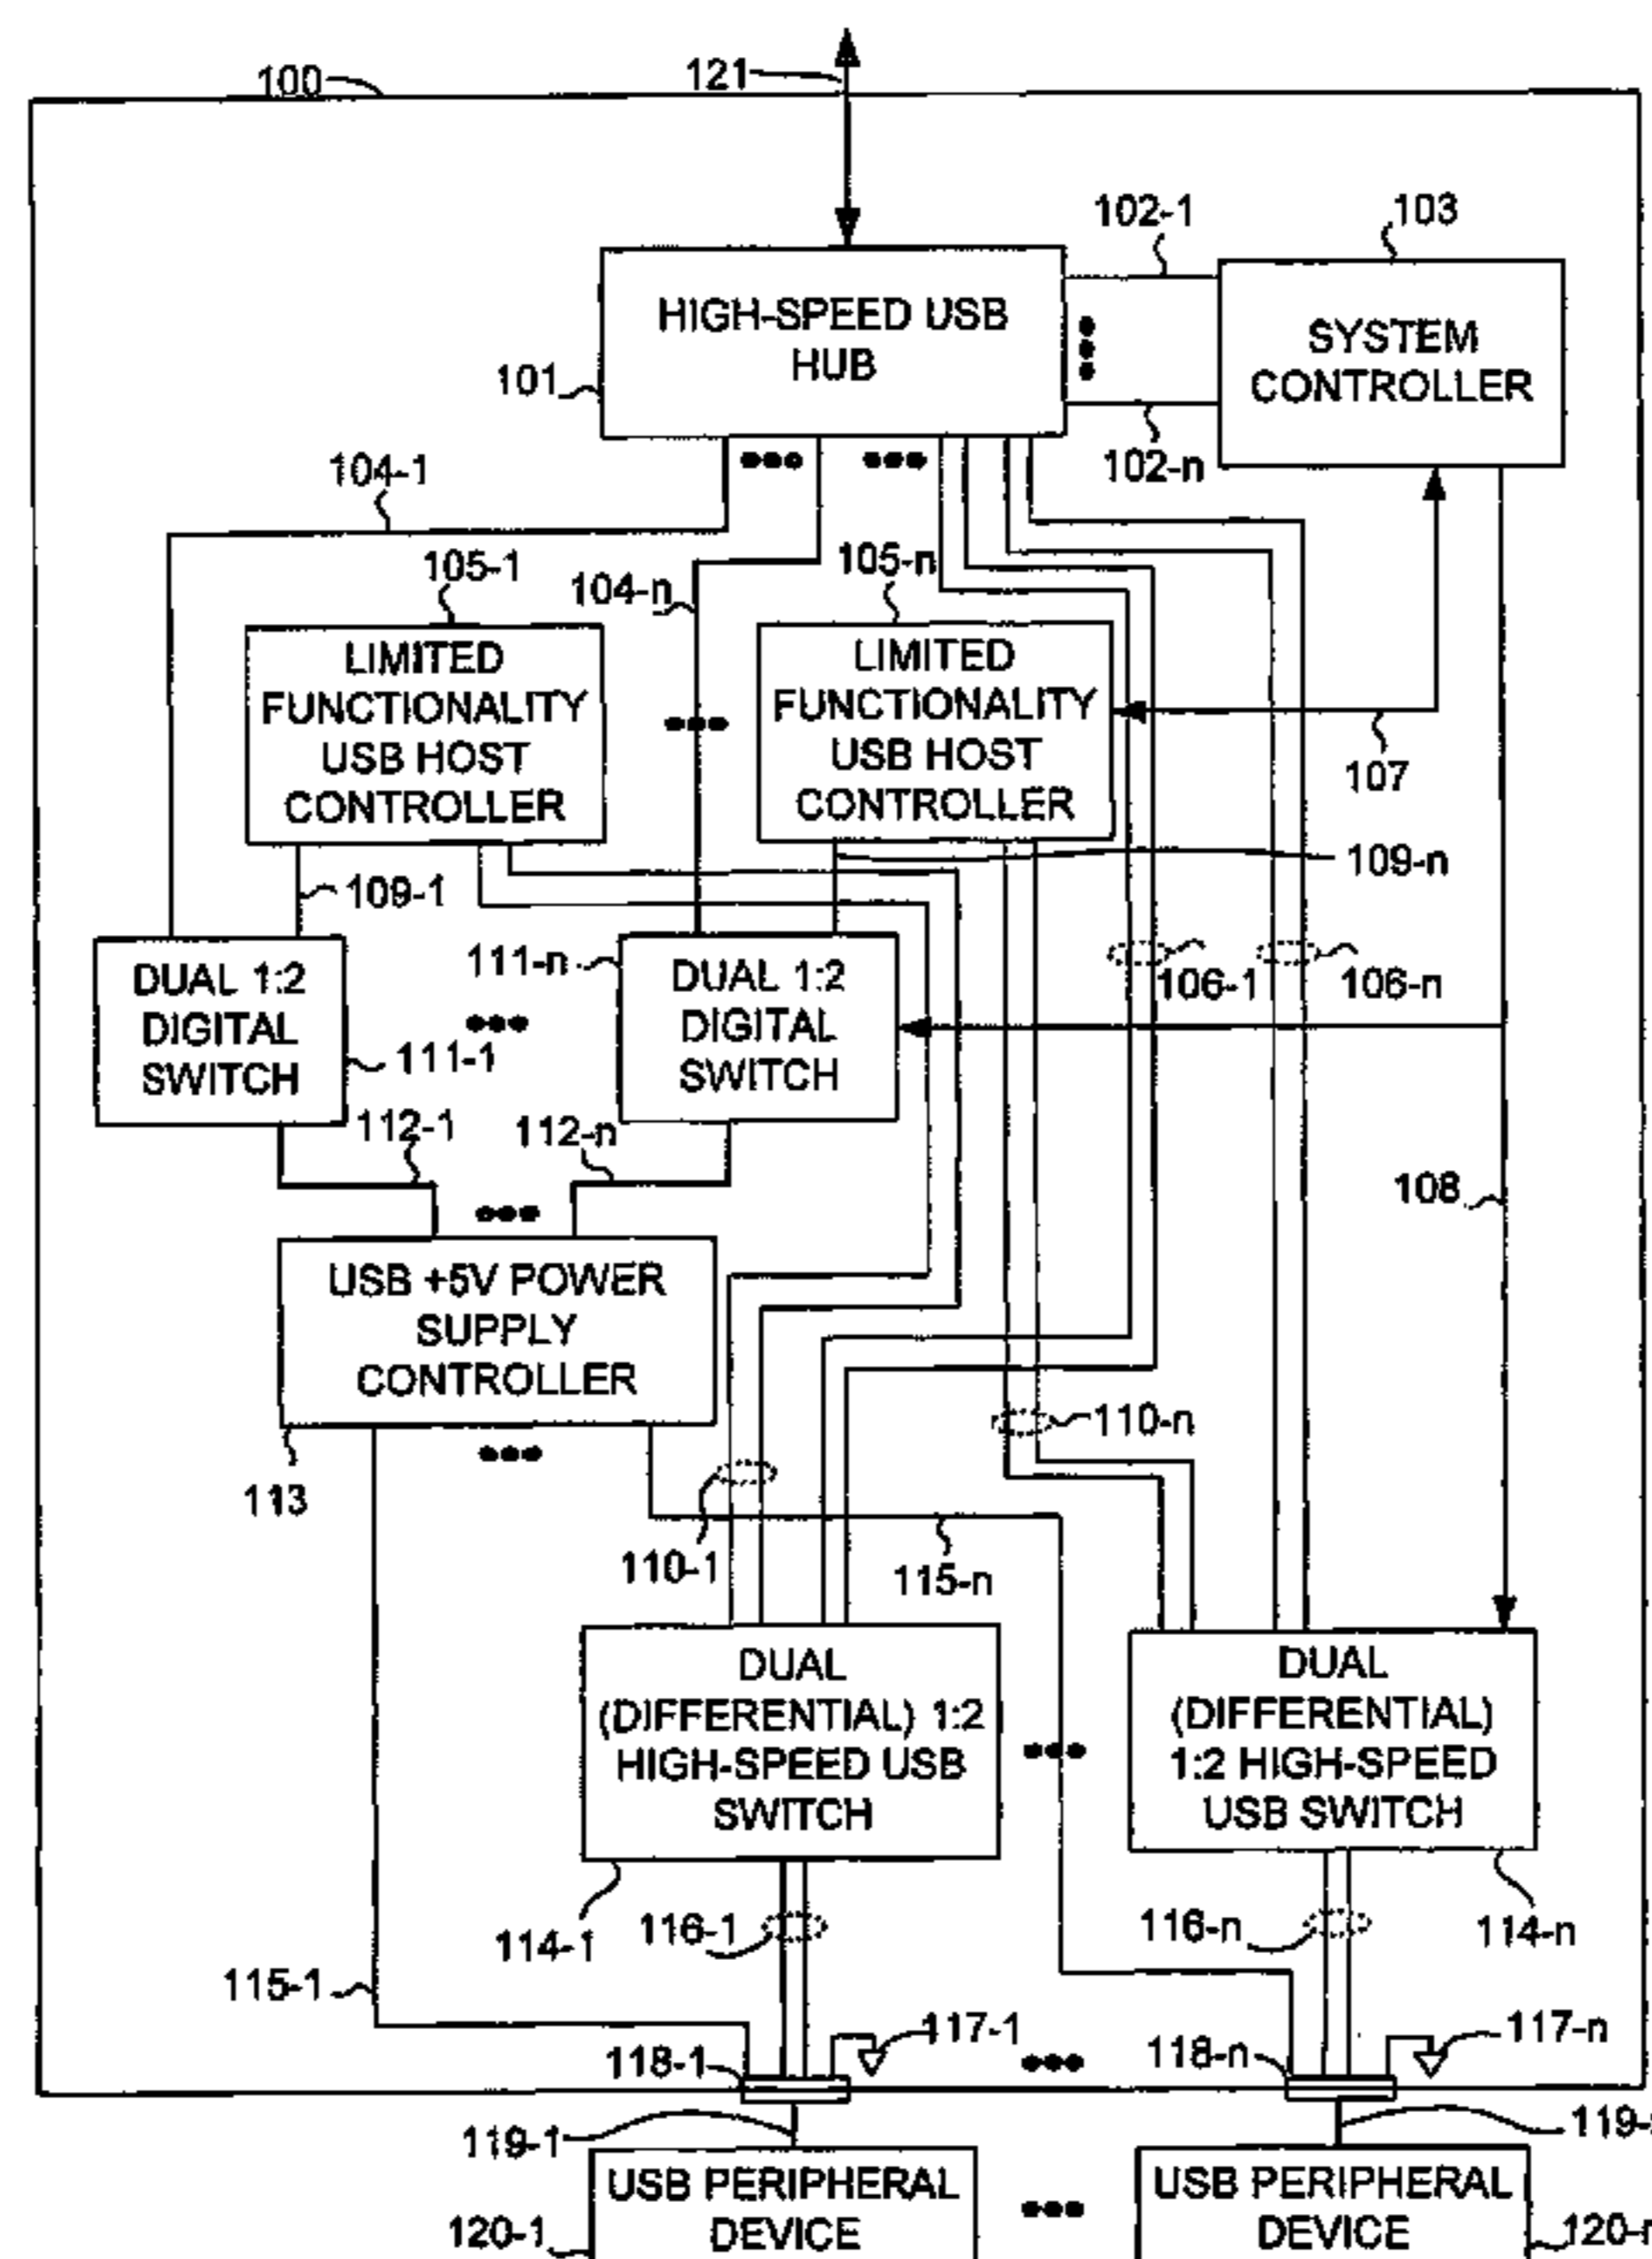 100
121
102-1
103
HIGH-SPEED USB
HUB
SYSTEM
CONTROLLER
101
102-n
104-1
105-1
104-n
105-n
LIMITED
FUNCTIONALITY
USB HOST
CONTROLLER
LIMITED
FUNCTIONALITY
USB HOST
CONTROLLER
107
109-1
109-n
111-n
106-1
106-n
DUAL 1:2
DIGITAL
SWITCH
DUAL 1:2
DIGITAL
SWITCH
111-1
112-1
112-n
108
USB +5V POWER
SUPPLY
CONTROLLER
110-n
113
110-1
115-n
DUAL
(DIFFERENTIAL) 1:2
HIGH-SPEED USB
SWITCH
DUAL
(DIFFERENTIAL)
1:2 HIGH-SPEED
USB SWITCH
114-1
116-1
116-n
114-n
115-1
117-1
117-n
118-1
118-n
119-1
119-
USB PERIPHERAL
DEVICE
USB PERIPHERAL
DEVICE
120-1
120-n